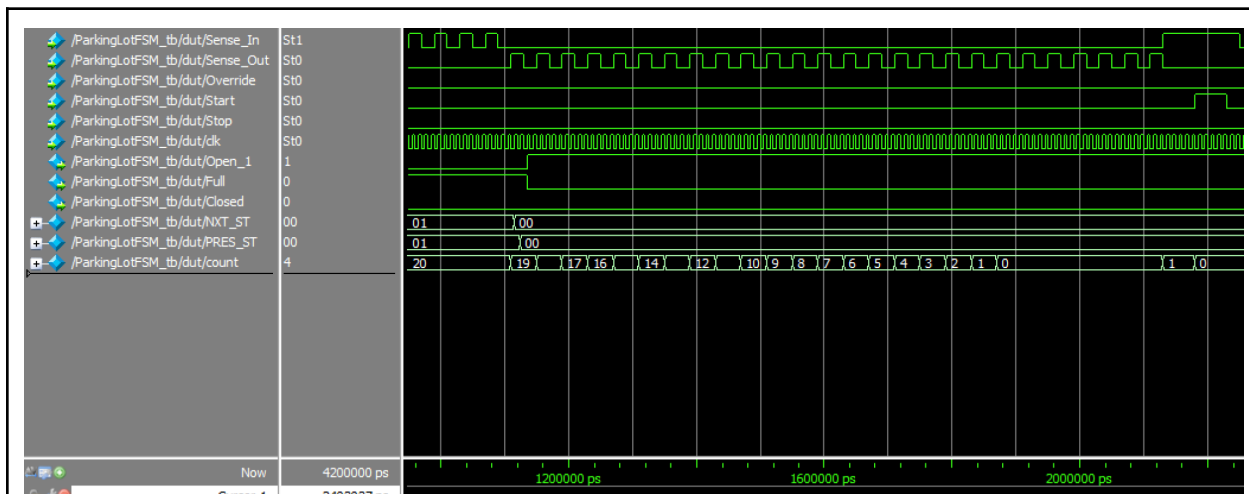 /ParkingLotFSM_tb/dut/Sense_In St1
/ParkingLotFSM_tb/dut/Sense_Out St0
/ParkingLotFSM_tb/dut/Override St0
/ParkingLotFSM_tb/dut/Start St0
/ParkingLotFSM_tb/dut/Stop St0
/ParkingLotFSM_tb/dut/clk St0
/ParkingLotFSM_tb/dut/Open_1 1
/ParkingLotFSM_tb/dut/Full 0
/ParkingLotFSM_tb/dut/Closed 0
/ParkingLotFSM_tb/dut/NXT_ST 00 01 00
/ParkingLotFSM_tb/dut/PRES_ST 00 01 00
/ParkingLotFSM_tb/dut/count 4 20 19 17 16 14 12 10 9 8 7 6 5 4 3 2 1 0 1 0
Now 4200000 ps
1200000 ps 1600000 ps 2000000 ps